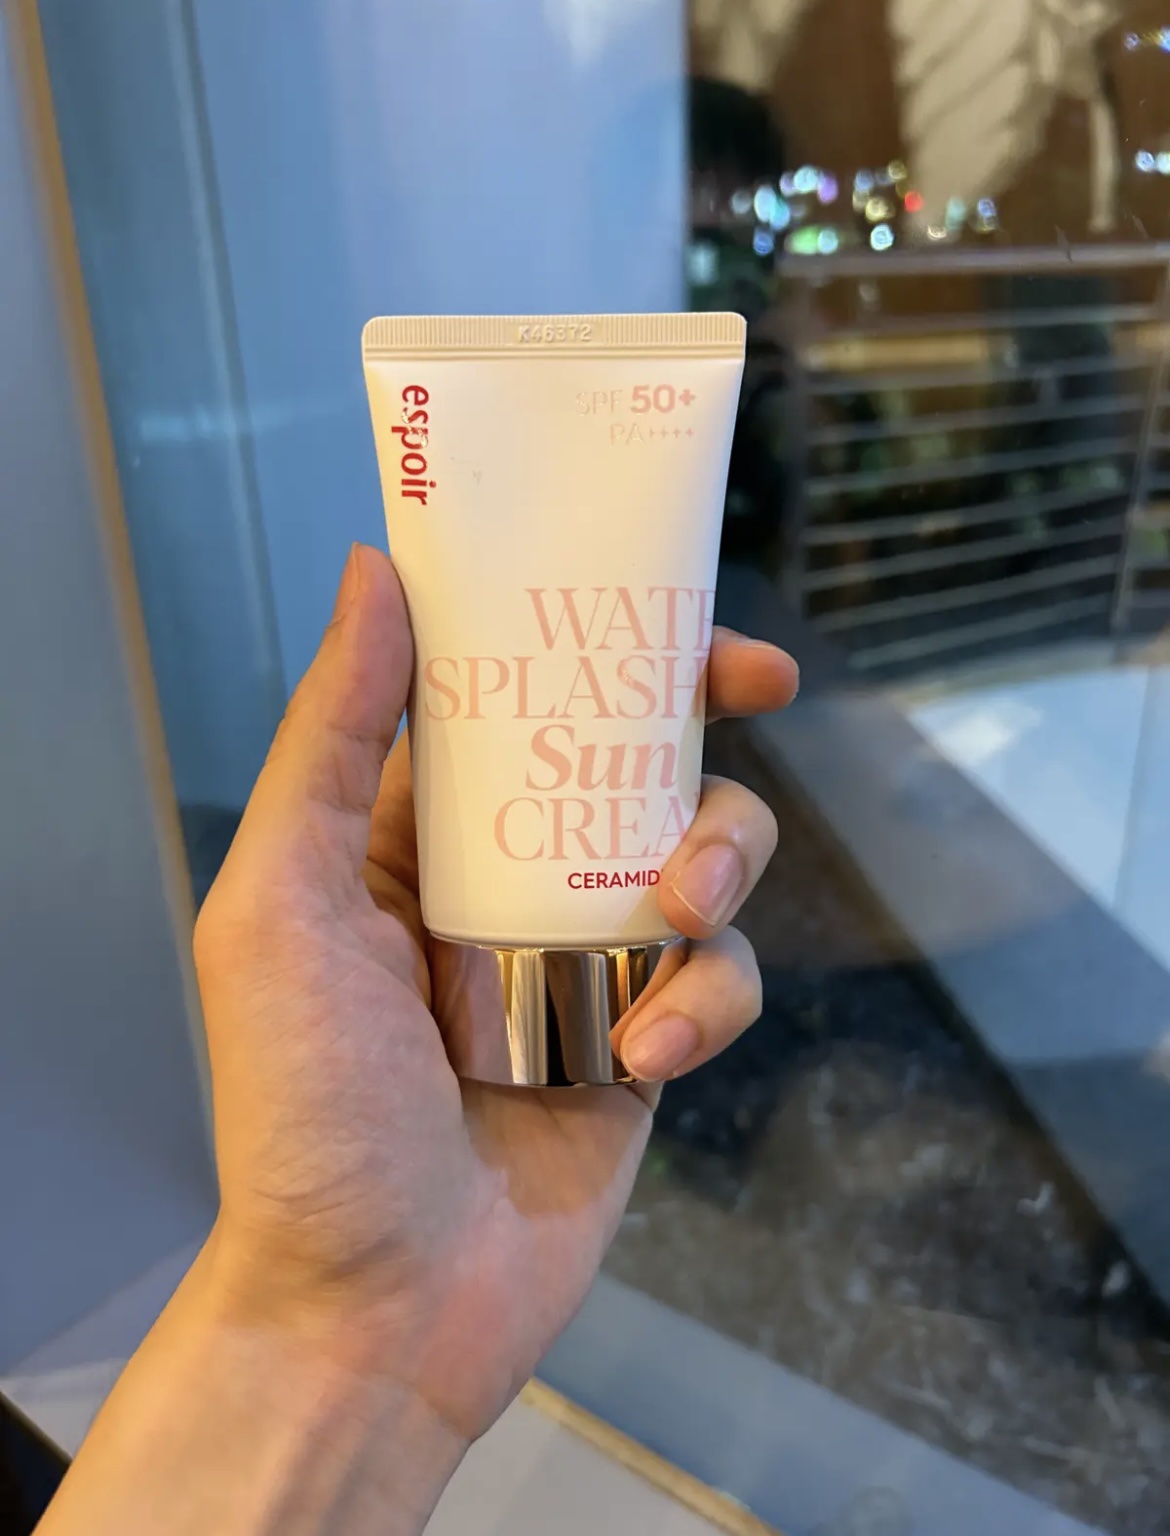 K46372
espoir
SPF 50+
PA++++
WATE
SPLASH
Sun
CREA
CERAMID